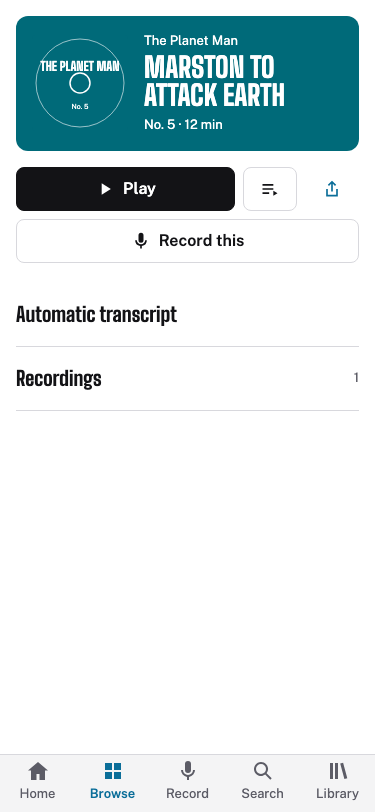 THE PLANET MAN
No. 5
The Planet Man
MARSTON TO
ATTACK EARTH
No. 5 · 12 min
Play
Record this
Automatic transcript
Recordings 1
Home Browse Record Search Library